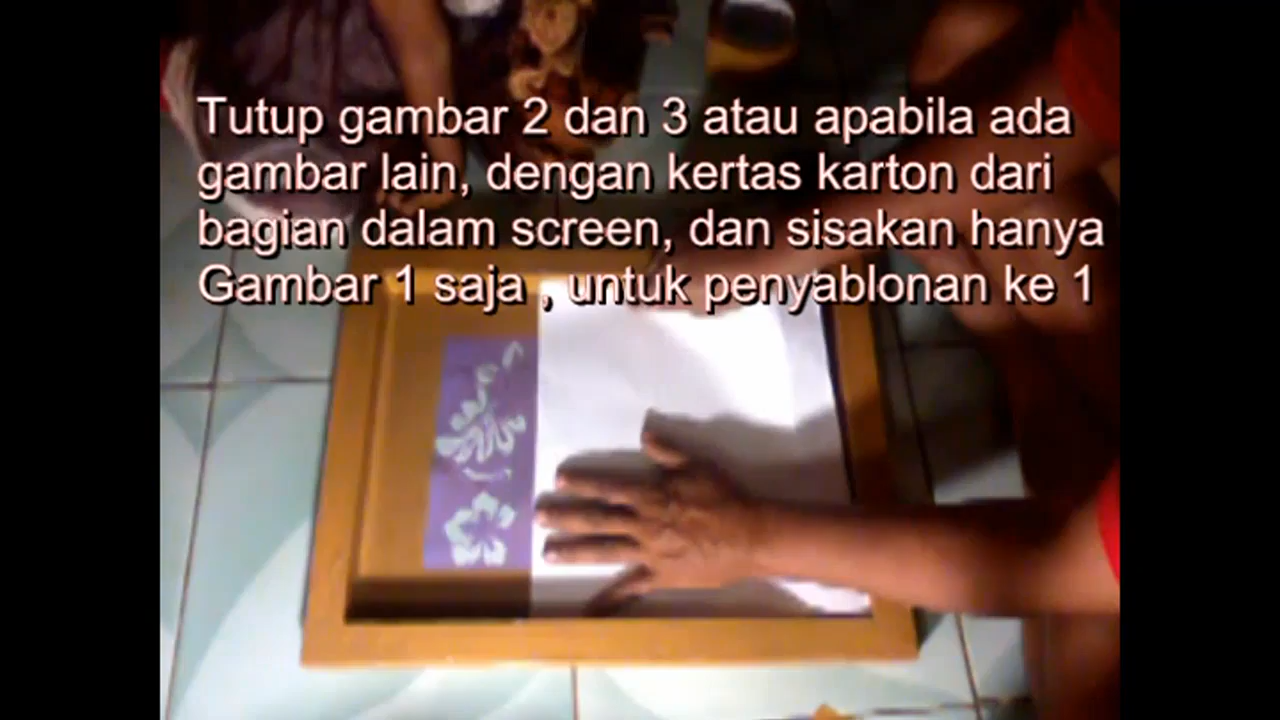 Tutup gambar 2 dan 3 atau apabila ada
gambar lain, dengan kertas karton dari
bagian dalam screen, dan sisakan hanya
Gambar 1 saja , untuk penyablonan ke 1